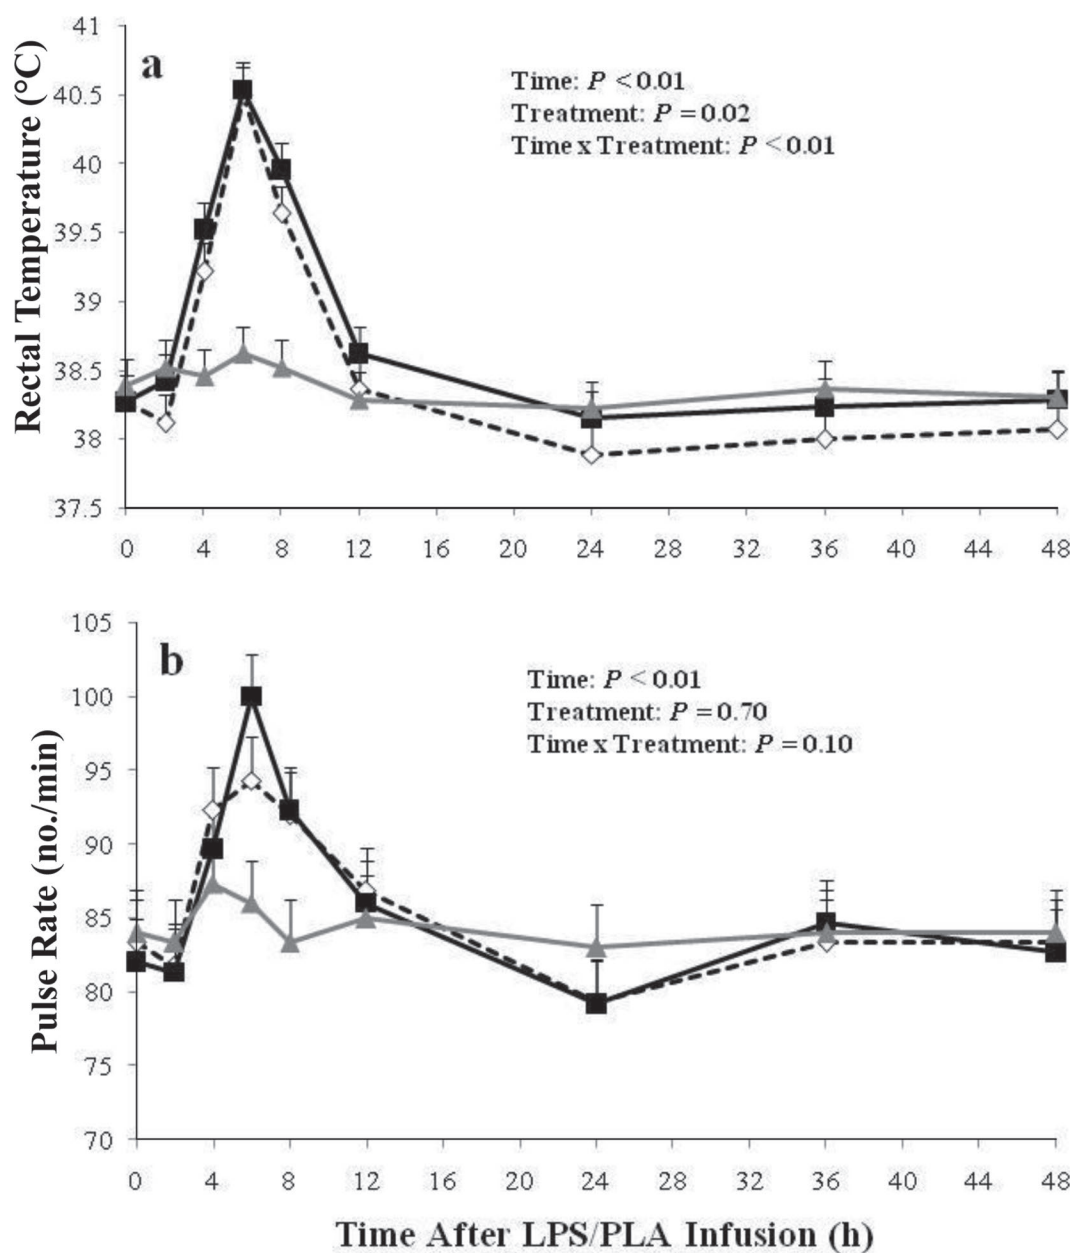 a
Time: P < 0.01
Treatment: P = 0.02
Time x Treatment: P < 0.01
Rectal Temperature (°C)
41
40.5
40
39.5
39
38.5
38
37.5
0 4 8 12 16 20 24 28 32 36 40 44 48
b
Time: P < 0.01
Treatment: P = 0.70
Time x Treatment: P = 0.10
Pulse Rate (no./min)
105
100
95
90
85
80
75
70
0 4 8 12 16 20 24 28 32 36 40 44 48
Time After LPS/PLA Infusion (h)